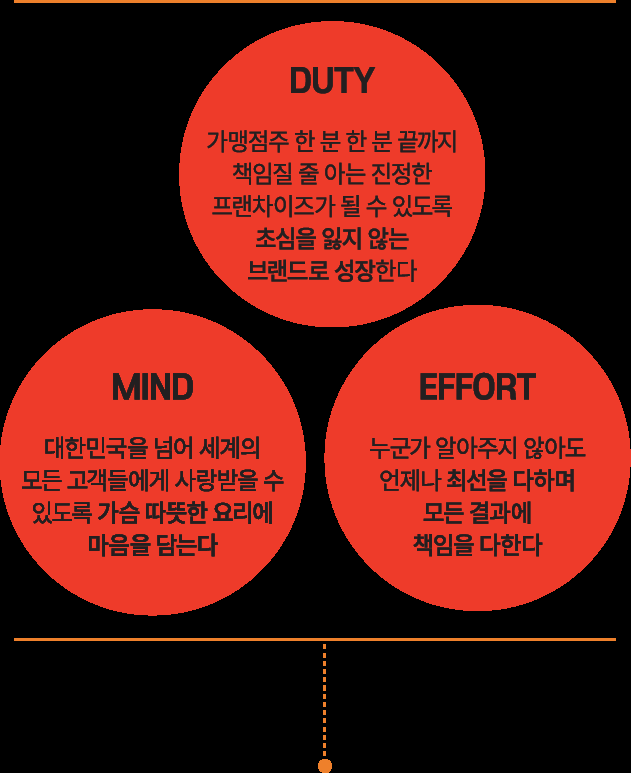 DUTY
가맹점주 한 분 한 분 끝까지
책임질 줄 아는 진정한
프랜차이즈가 될 수 있도록
초심을 잃지 않는
브랜드로 성장한다
MIND
대한민국을 넘어 세계의
모든 고객들에게 사랑받을 수
있도록 가슴 따뜻한 요리에
마음을 담는다
EFFORT
누군가 알아주지 않아도
언제나 최선을 다하며
모든 결과에
책임을 다한다